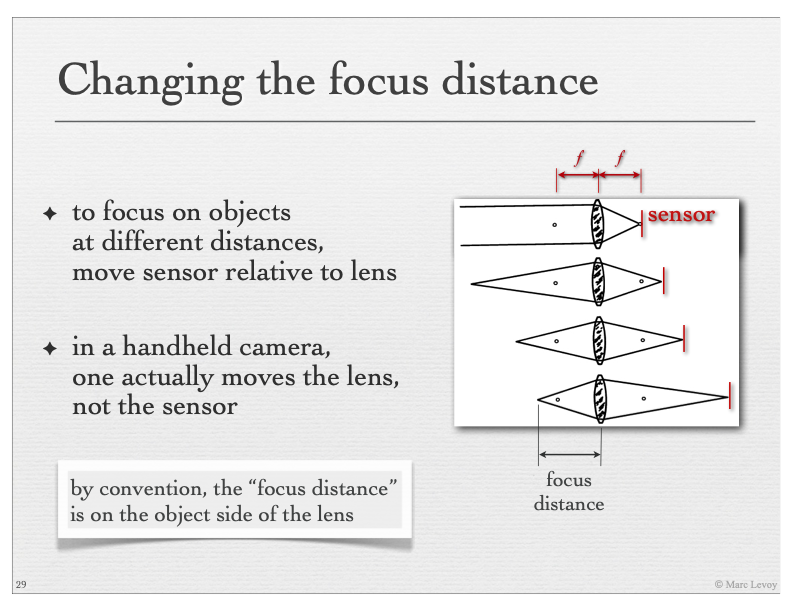 Changing the focus distance
✦ to focus on objects
at different distances,
move sensor relative to lens
✦ in a handheld camera,
one actually moves the lens,
not the sensor
by convention, the “focus distance”
is on the object side of the lens
f f
sensor
focus
distance
29
© Marc Levoy